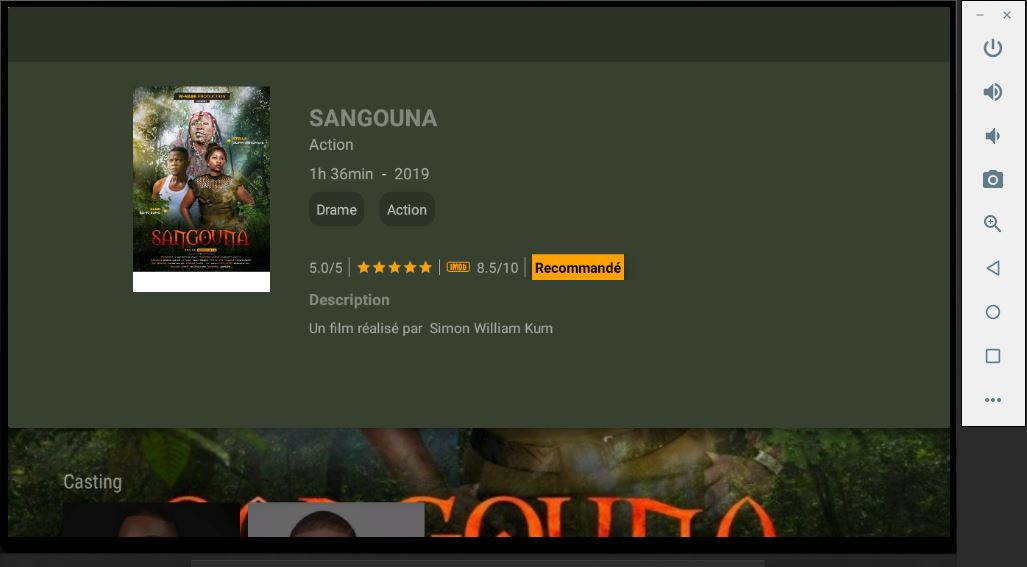 SANGOUNA
Action
1h 36min - 2019
Drame Action
5.0/5 IMDb 8.5/10 Recommandé
Description
Un film réalisé par Simon William Kum
SANGOUNA
Casting
SANGOUNA